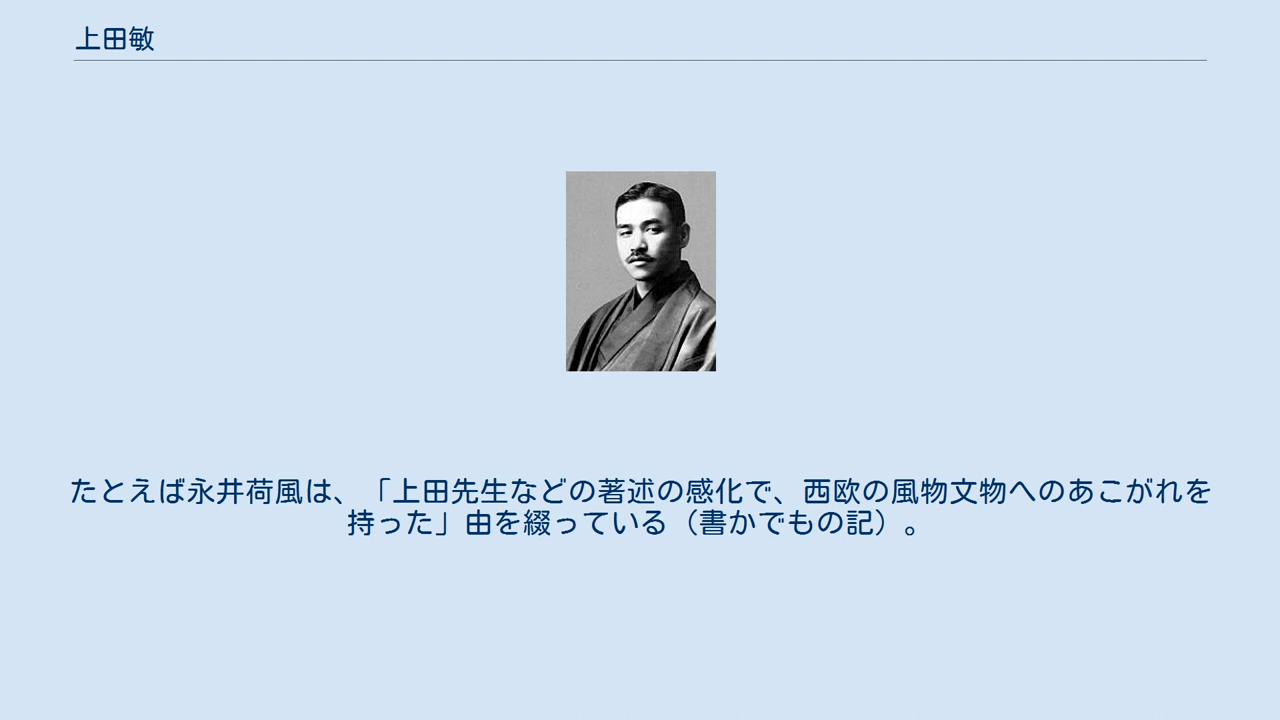 上田敏
たとえば永井荷風は、「上田先生などの著述の感化で、西欧の風物文物へのあこがれを
持った」由を綴っている（書かでもの記）。